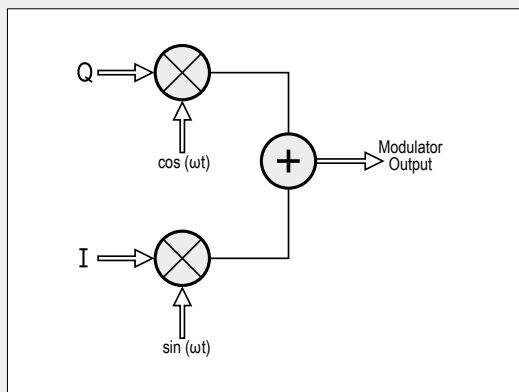 Q
cos (ωt)
+
Modulator
Output
I
sin (ωt)